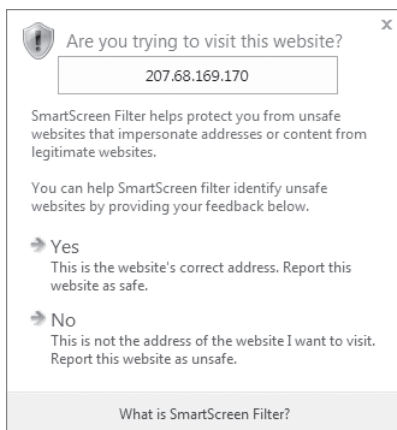 x
Are you trying to visit this website?
207.68.169.170
SmartScreen Filter helps protect you from unsafe
websites that impersonate addresses or content from
legitimate websites.
You can help SmartScreen filter identify unsafe
websites by providing your feedback below.
Yes
This is the website's correct address. Report this
website as safe.
No
This is not the address of the website I want to visit.
Report this website as unsafe.
What is SmartScreen Filter?